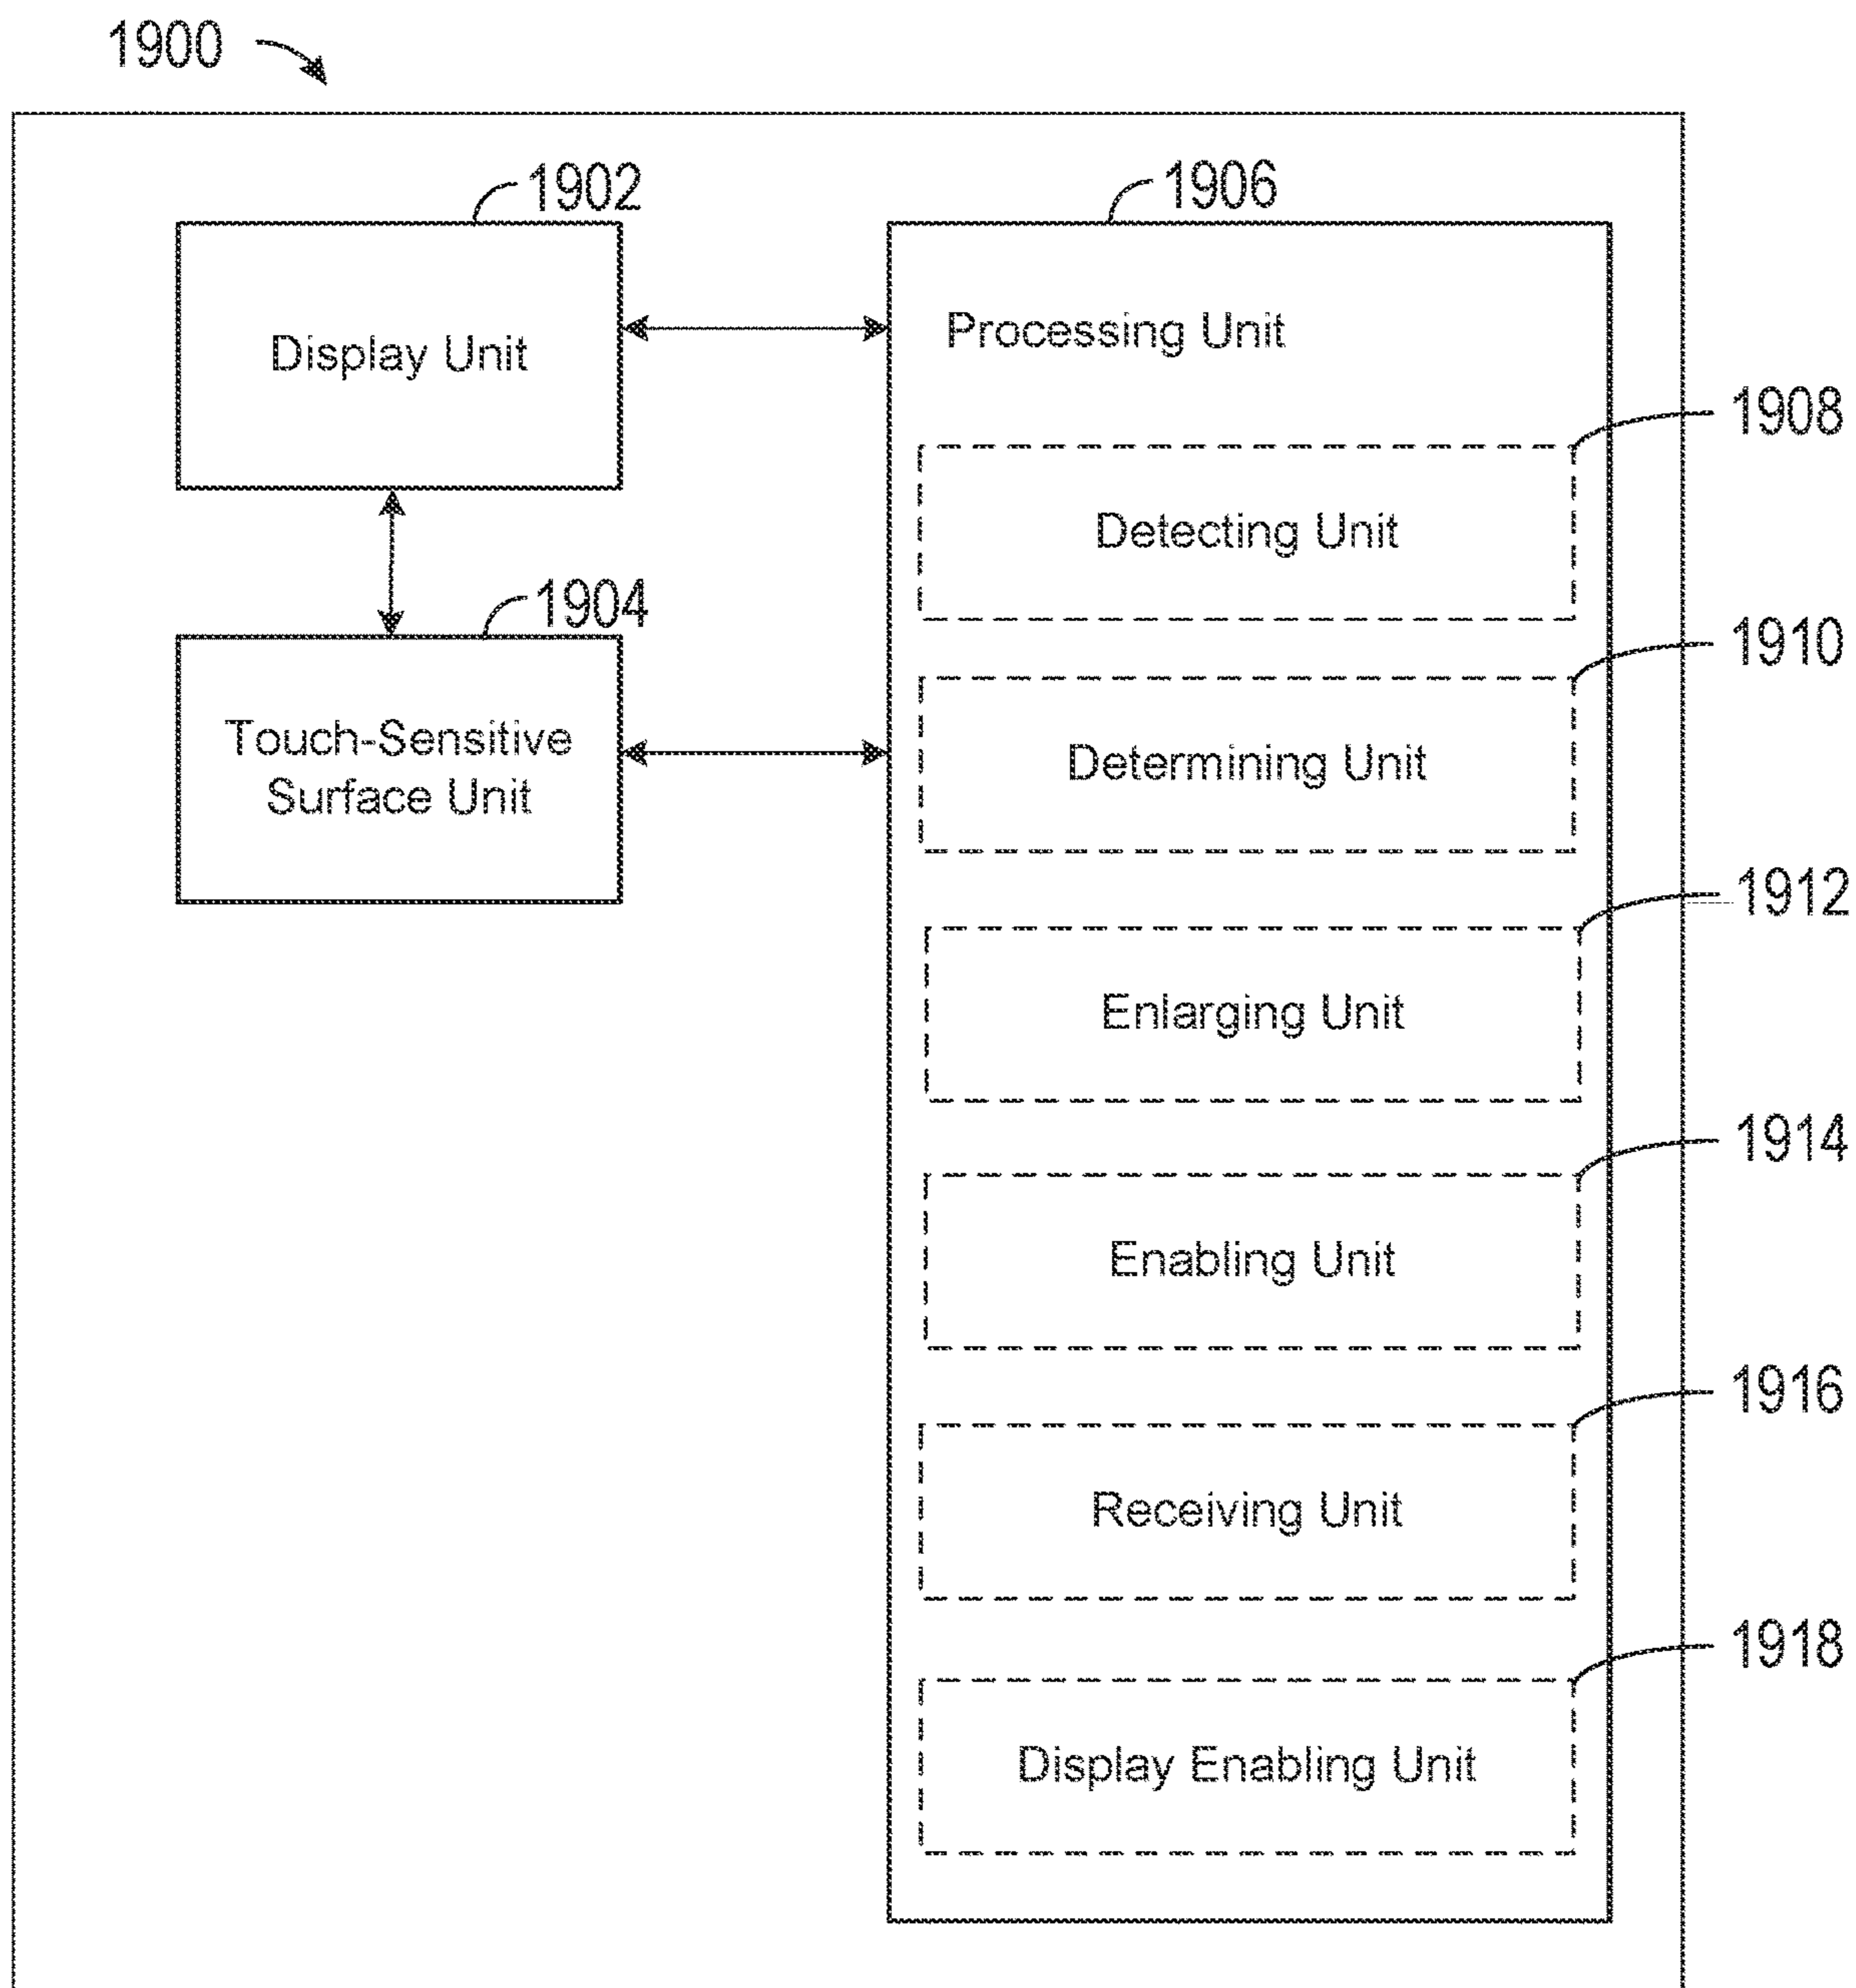 1900
1902
1906
Display Unit
Processing Unit
1908
Detecting Unit
1904
1910
Touch-Sensitive
Surface Unit
Determining Unit
1912
Enlarging Unit
1914
Enabling Unit
1916
Receiving Unit
1918
Display Enabling Unit